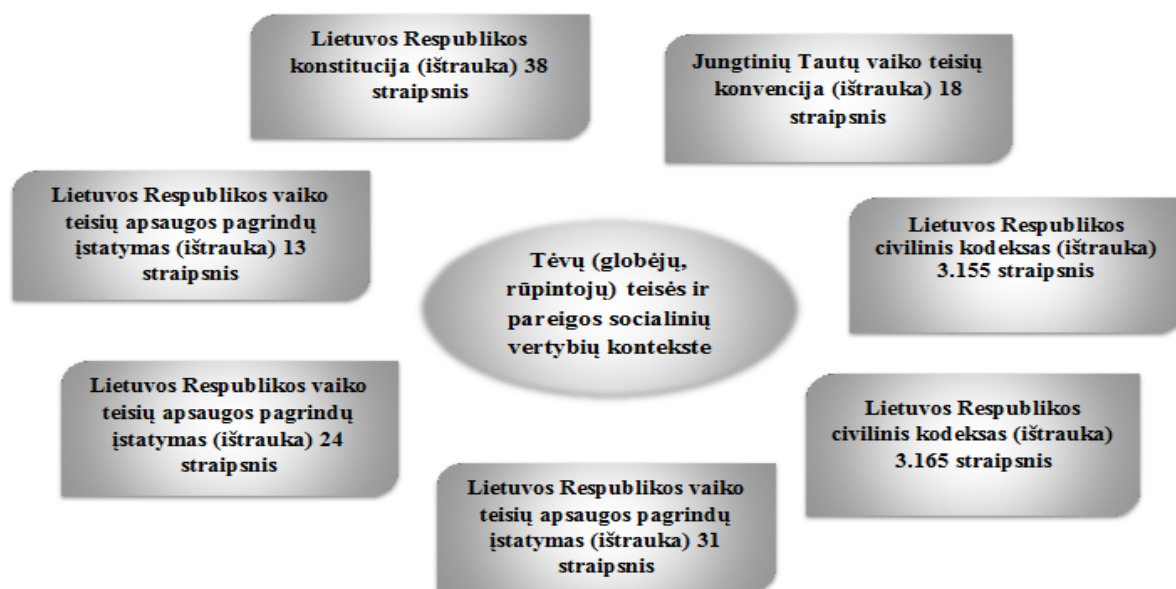 Lietuvos Respublikos
konstitucija (ištrauka) 38
straipsnis
Jungtinių Tautų vaiko teisių
konvencija (ištrauka) 18
straipsnis
Lietuvos Respublikos vaiko
teisių apsaugos pagrindų
įstatymas (ištrauka) 13
straipsnis
Lietuvos Respublikos
civilinis kodeksas (ištrauka)
3.155 straipsnis
Tėvų (globėjų,
rūpintojų) teisės ir
pareigos socialinių
vertybių kontekste
Lietuvos Respublikos vaiko
teisių apsaugos pagrindų
įstatymas (ištrauka) 24
straipsnis
Lietuvos Respublikos
civilinis kodeksas (ištrauka)
3.165 straipsnis
Lietuvos Respublikos vaiko
teisių apsaugos pagrindų
įstatymas (ištrauka) 31
straipsnis